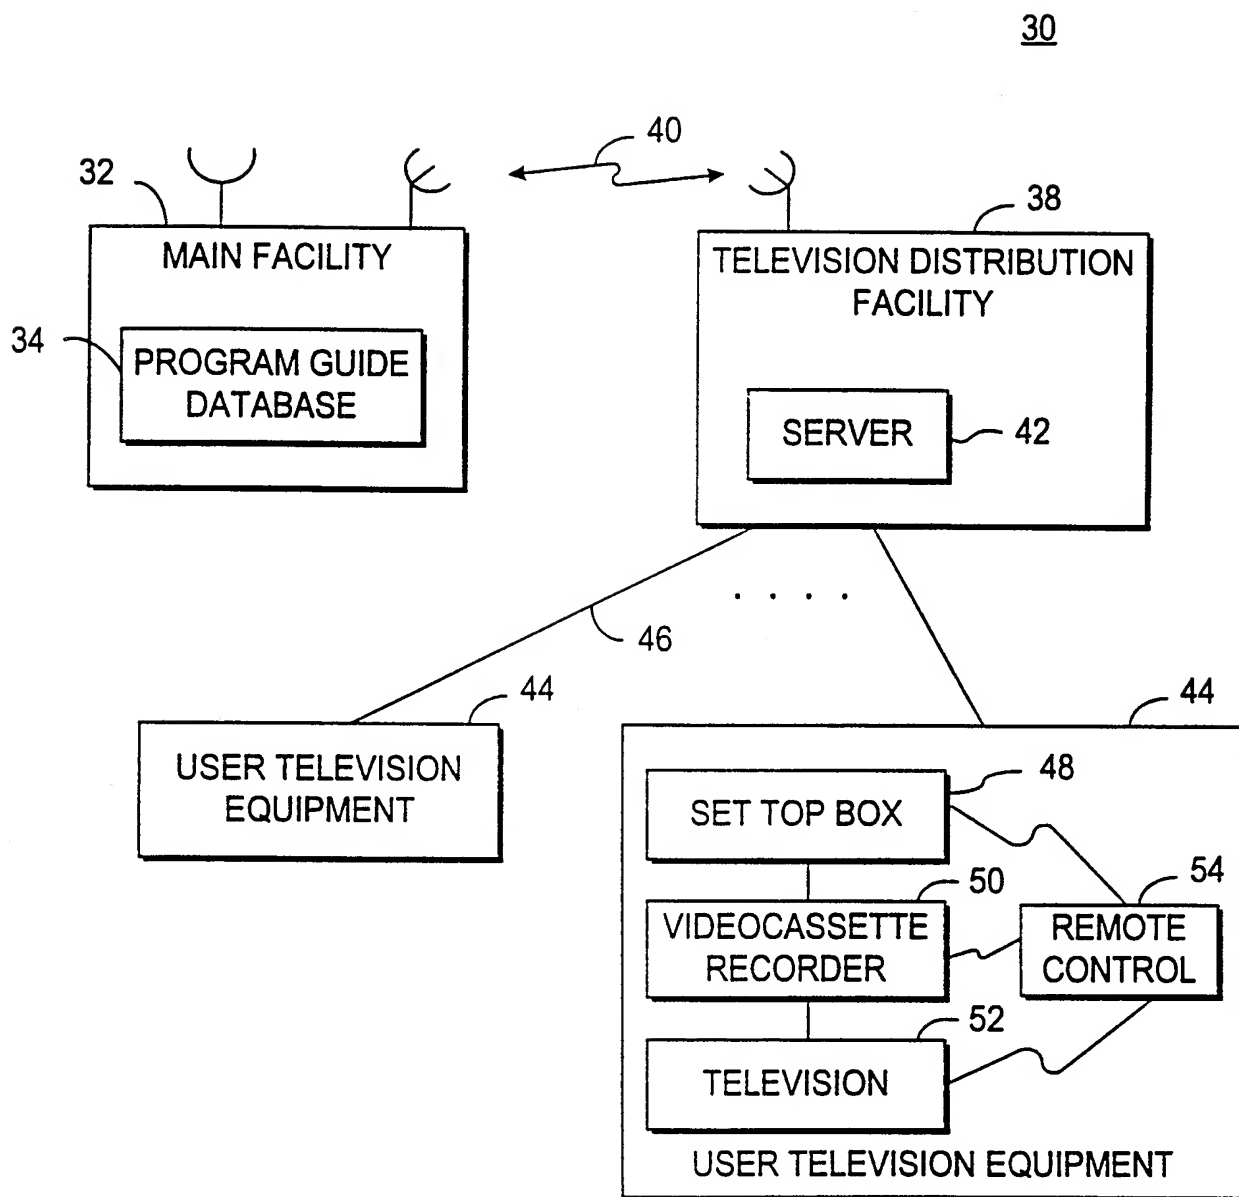 30
40
32
38
MAIN FACILITY
TELEVISION DISTRIBUTION
FACILITY
34
PROGRAM GUIDE
DATABASE
SERVER
42
46
44
44
USER TELEVISION
EQUIPMENT
48
SET TOP BOX
50
54
VIDEOCASSETTE
RECORDER
REMOTE
CONTROL
52
TELEVISION
USER TELEVISION EQUIPMENT